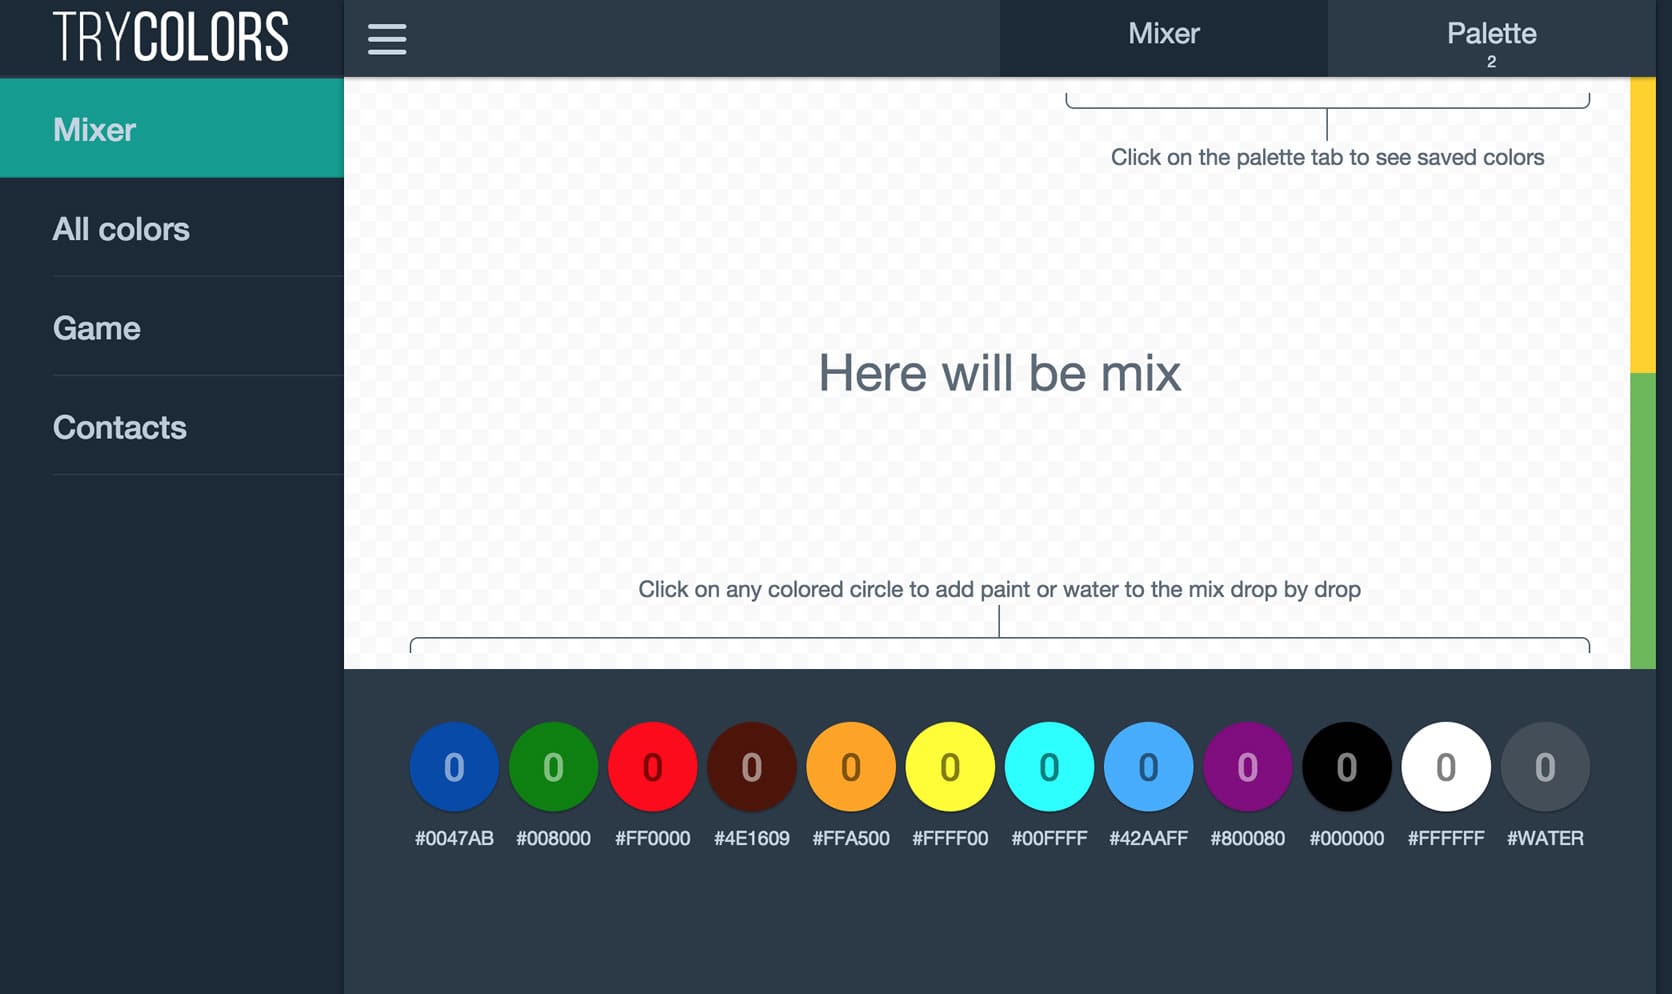 TRYCOLORS
Mixer
Palette
2
Mixer
All colors
Game
Contacts
Click on the palette tab to see saved colors
Here will be mix
Click on any colored circle to add paint or water to the mix drop by drop
0 0 0 0 0 0 0 0 0 0 0 0
#0047AB #008000 #FF0000 #4E1609 #FFA500 #FFFF00 #00FFFF #42AAFF #800080 #000000 #FFFFFF #WATER